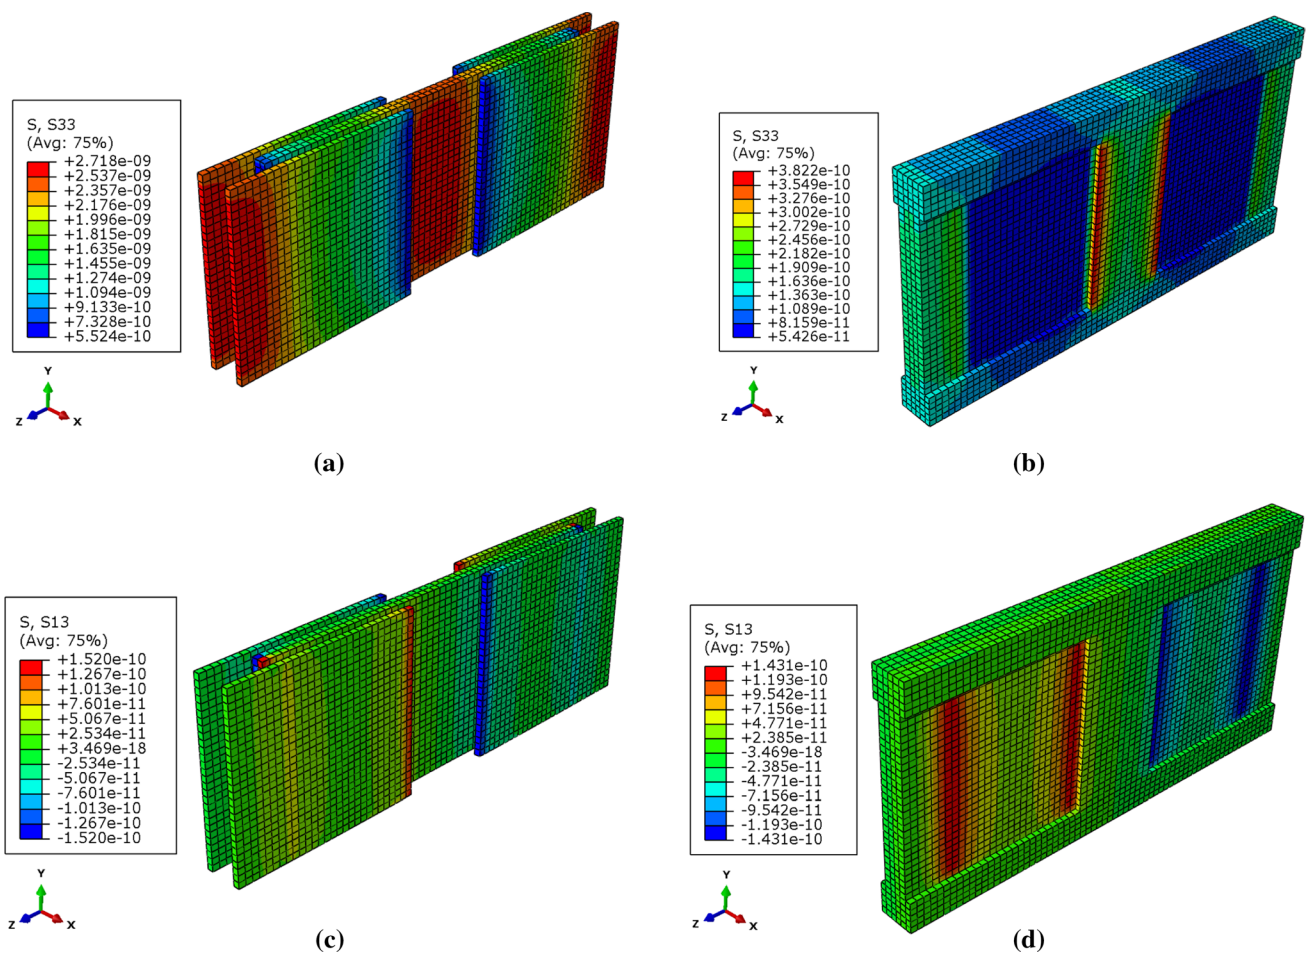 S, S33
(Avg: 75%)
+2.718e-09
+2.537e-09
+2.357e-09
+2.176e-09
+1.996e-09
+1.815e-09
+1.635e-09
+1.455e-09
+1.274e-09
+1.094e-09
+9.133e-10
+7.328e-10
+5.524e-10
Y
Z
X
(a)
S, S33
(Avg: 75%)
+3.822e-10
+3.549e-10
+3.276e-10
+3.002e-10
+2.729e-10
+2.456e-10
+2.182e-10
+1.909e-10
+1.636e-10
+1.363e-10
+1.089e-10
+8.159e-11
+5.426e-11
Y
Z
X
(b)
S, S13
(Avg: 75%)
+1.520e-10
+1.267e-10
+1.013e-10
+7.601e-11
+5.067e-11
+2.534e-11
+3.469e-18
-2.534e-11
-5.067e-11
-7.601e-11
-1.013e-10
-1.267e-10
-1.520e-10
Y
Z
X
(c)
S, S13
(Avg: 75%)
+1.431e-10
+1.193e-10
+9.542e-11
+7.156e-11
+4.771e-11
+2.385e-11
-3.469e-18
-2.385e-11
-4.771e-11
-7.156e-11
-9.542e-11
-1.193e-10
-1.431e-10
Y
Z
X
(d)